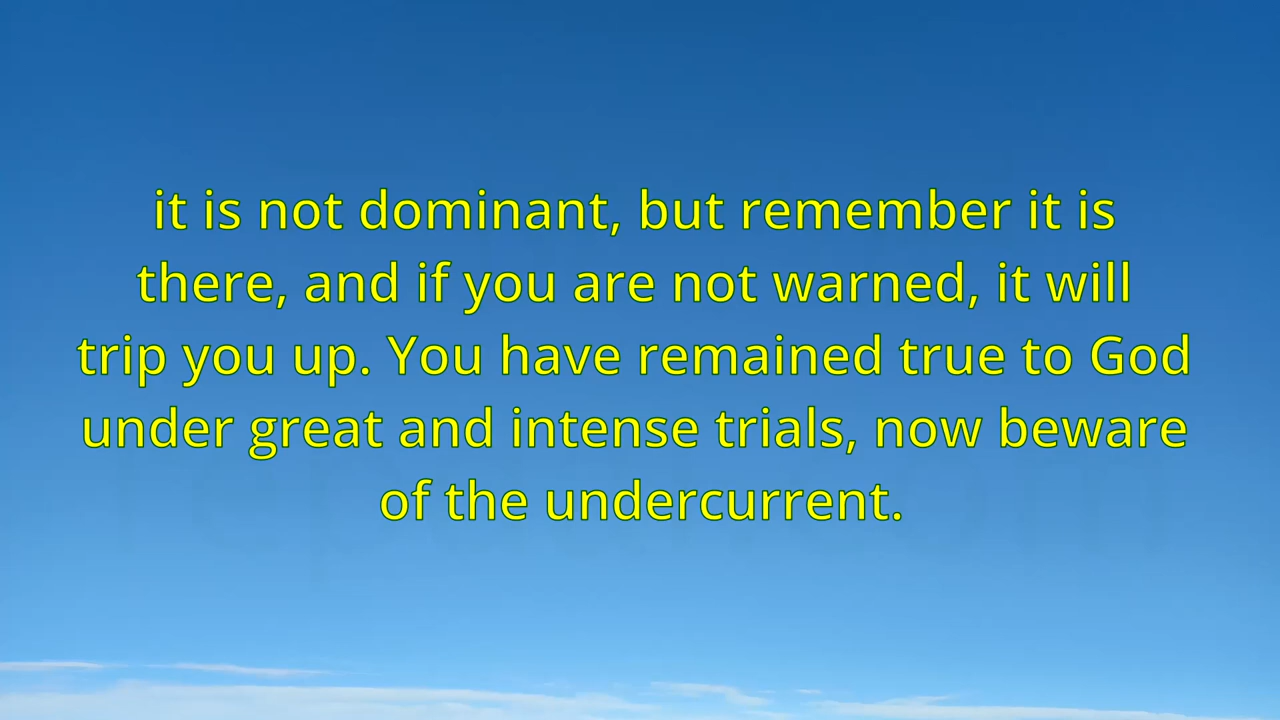 it is not dominant, but remember it is
there, and if you are not warned, it will
trip you up. You have remained true to God
under great and intense trials, now beware
of the undercurrent.